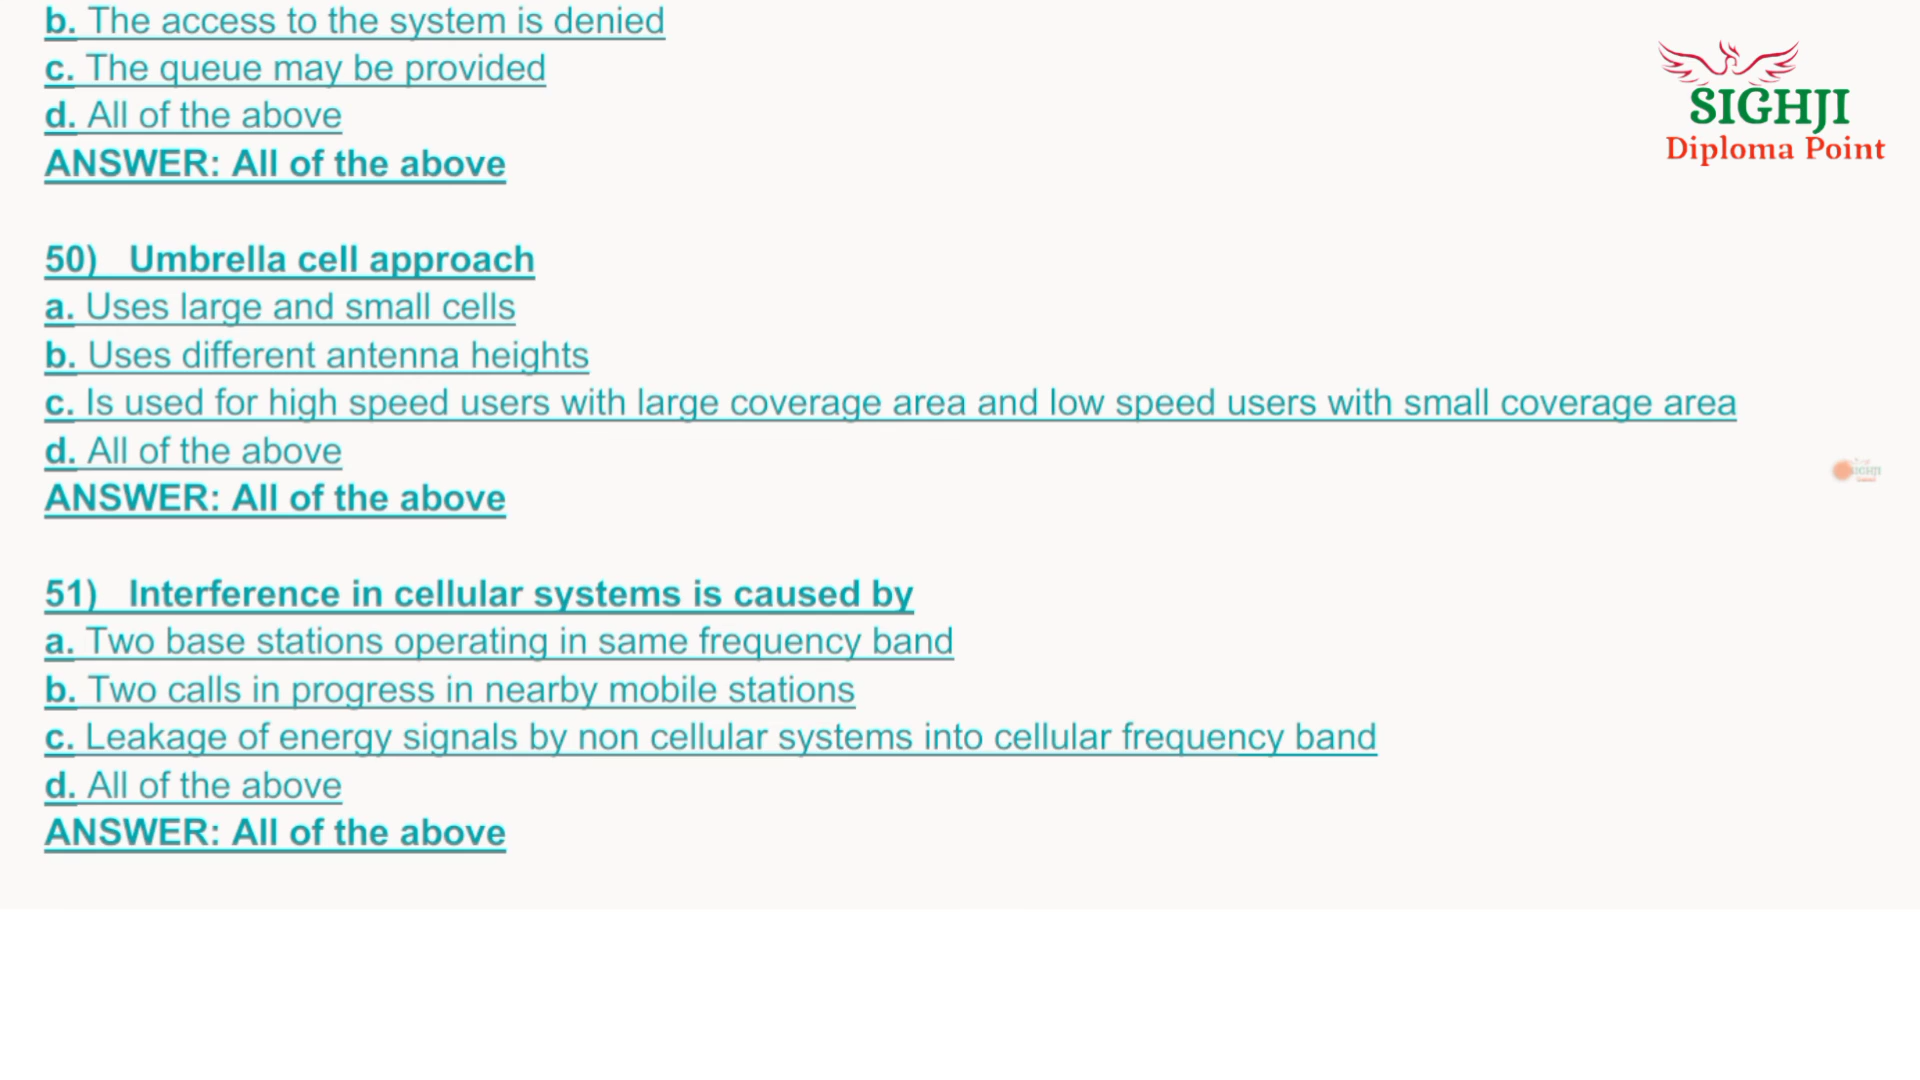 b. The access to the system is denied
c. The queue may be provided
d. All of the above
ANSWER: All of the above
SIGHJI
Diploma Point
50) Umbrella cell approach
a. Uses large and small cells
b. Uses different antenna heights
c. Is used for high speed users with large coverage area and low speed users with small coverage area
d. All of the above
SIGHJI
ANSWER: All of the above
51) Interference in cellular systems is caused by
a. Two base stations operating in same frequency band
b. Two calls in progress in nearby mobile stations
c. Leakage of energy signals by non cellular systems into cellular frequency band
d. All of the above
ANSWER: All of the above